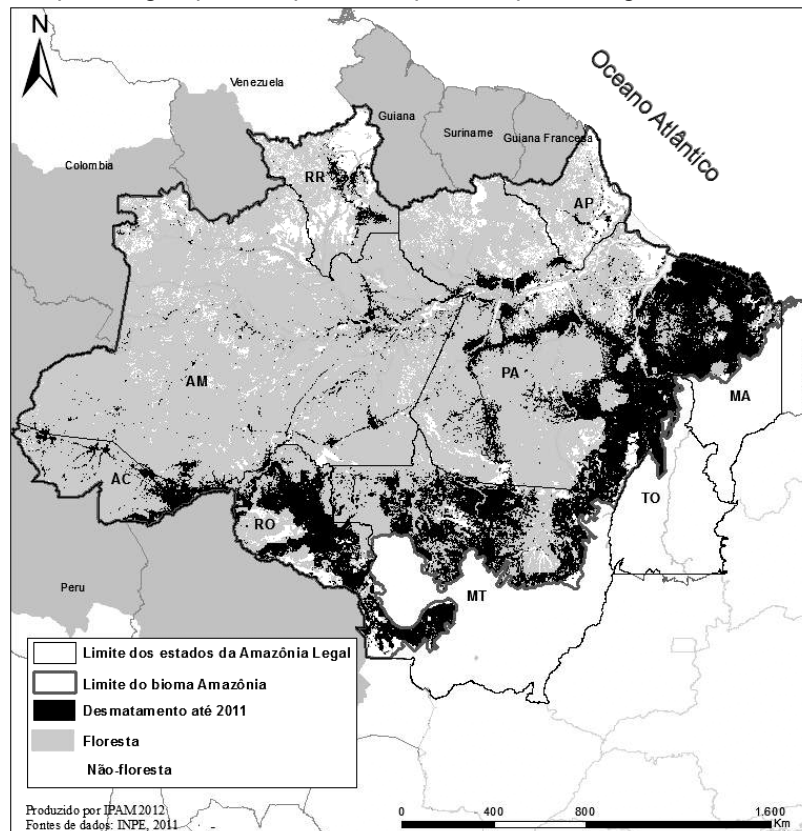 N
Oceano Atlântico
Venezuela
Guiana
Suriname
Guiana Francesa
Colombia
RR
AP
AM
PA
MA
AC
RO
TO
MT
Peru
Limite dos estados da Amazônia Legal
Limite do bioma Amazônia
Desmatamento até 2011
Floresta
Não-floresta
Produzido por IPAM 2012
Fontes de dados: INPE, 2011
0 400 800 1.600
Km